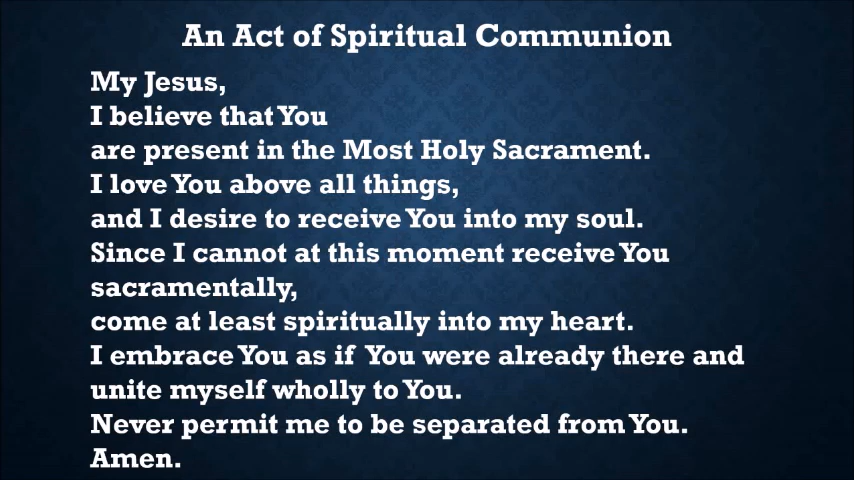 An Act of Spiritual Communion
My Jesus,
I believe that You
are present in the Most Holy Sacrament.
I love You above all things,
and I desire to receive You into my soul.
Since I cannot at this moment receive You
sacramentally,
come at least spiritually into my heart.
I embrace You as if You were already there and
unite myself wholly to You.
Never permit me to be separated from You.
Amen.